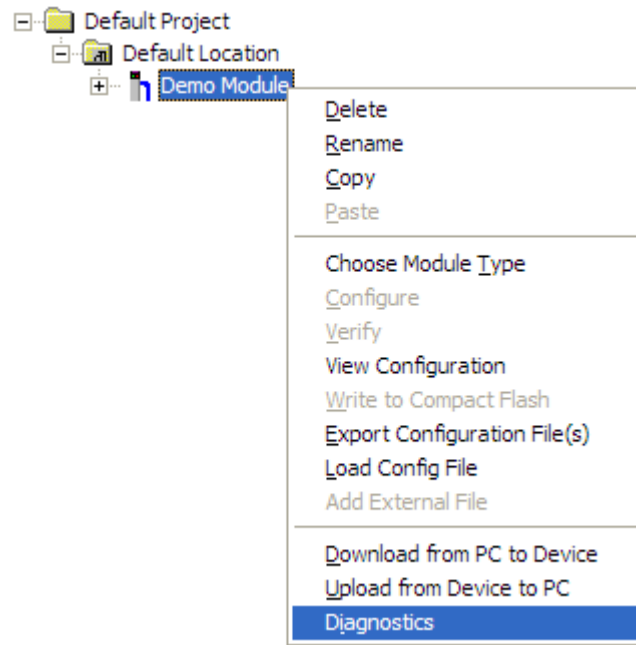 Default Project
Default Location
Demo Module
Delete
Rename
Copy
Paste
Choose Module Type
Configure
Verify
View Configuration
Write to Compact Flash
Export Configuration File(s)
Load Config File
Add External File
Download from PC to Device
Upload from Device to PC
Diagnostics